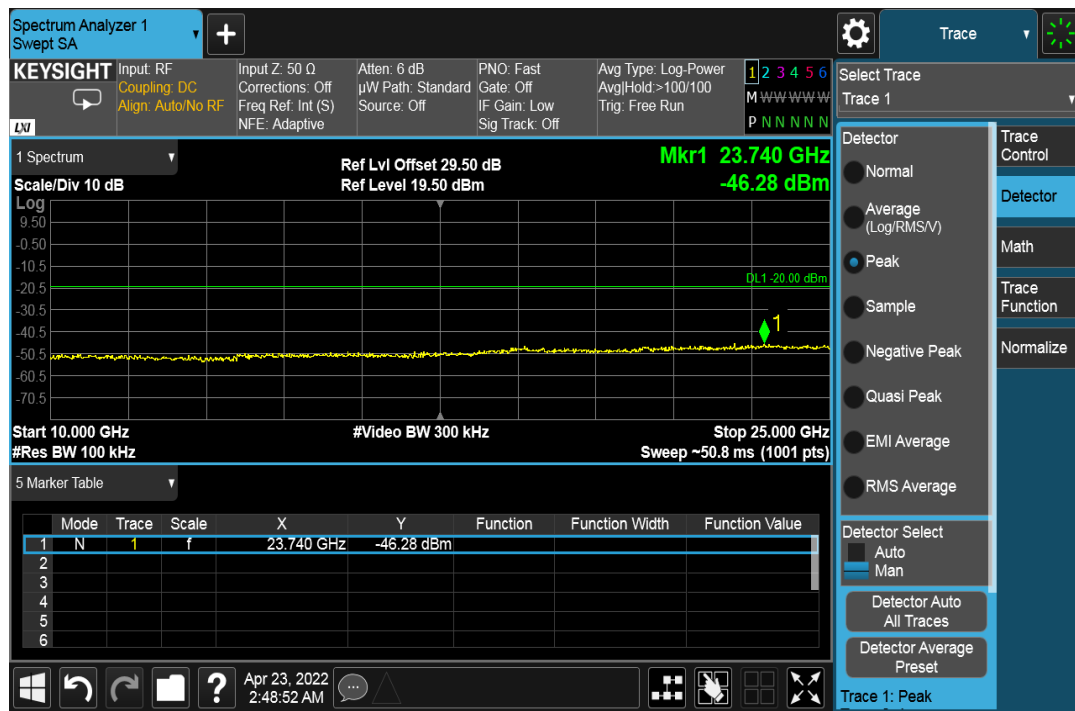 Spectrum Analyzer 1
Swept SA
+
Trace
KEYSIGHT
LXI
Input: RF
Coupling: DC
Align: Auto/No RF
Input Z: 50 Ω
Corrections: Off
Freq Ref: Int (S)
NFE: Adaptive
Atten: 6 dB
µW Path: Standard
Source: Off
PNO: Fast
Gate: Off
IF Gain: Low
Sig Track: Off
Avg Type: Log-Power
Avg|Hold:>100/100
Trig: Free Run
1 2 3 4 5 6
M W W W W W
P N N N N N
Select Trace
Trace 1
1 Spectrum
Scale/Div 10 dB
Ref Lvl Offset 29.50 dB
Ref Level 19.50 dBm
Mkr1 23.740 GHz
-46.28 dBm
Log
9.50
-0.50
-10.5
-20.5
-30.5
-40.5
-50.5
-60.5
-70.5
DL1 -20.00 dBm
1
Start 10.000 GHz
#Res BW 100 kHz
#Video BW 300 kHz
Stop 25.000 GHz
Sweep ~50.8 ms (1001 pts)
5 Marker Table
Mode Trace Scale X Y Function Function Width Function Value
1 N 1 f 23.740 GHz -46.28 dBm
2
3
4
5
6
?
Apr 23, 2022
2:48:52 AM
Detector
Normal
Average
(Log/RMS/V)
Peak
Sample
Negative Peak
Quasi Peak
EMI Average
RMS Average
Detector Select
Auto
Man
Detector Auto
All Traces
Detector Average
Preset
Trace 1: Peak
Trace
Control
Detector
Math
Trace
Function
Normalize